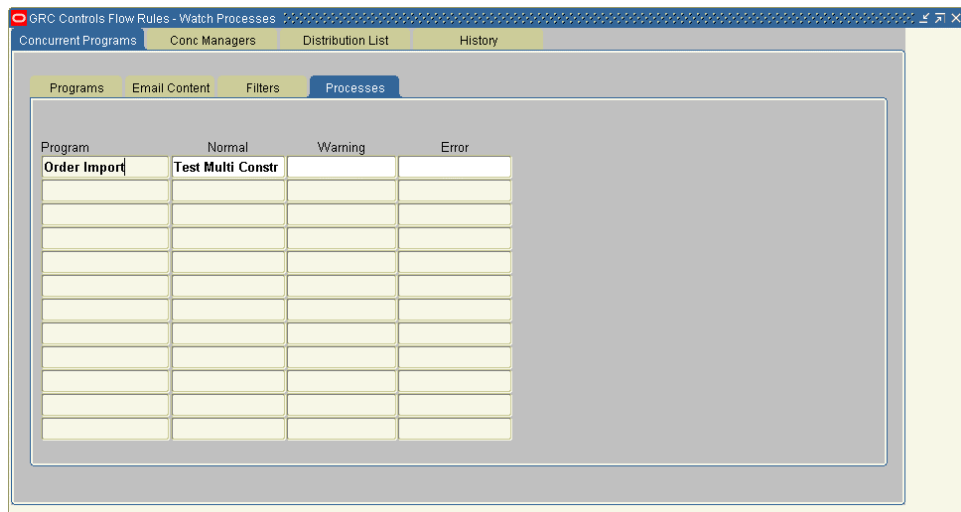 GRC Controls Flow Rules - Watch Processes
Concurrent Programs Conc Managers Distribution List History
Programs Email Content Filters Processes
Program Normal Warning Error
Order Import Test Multi Constr